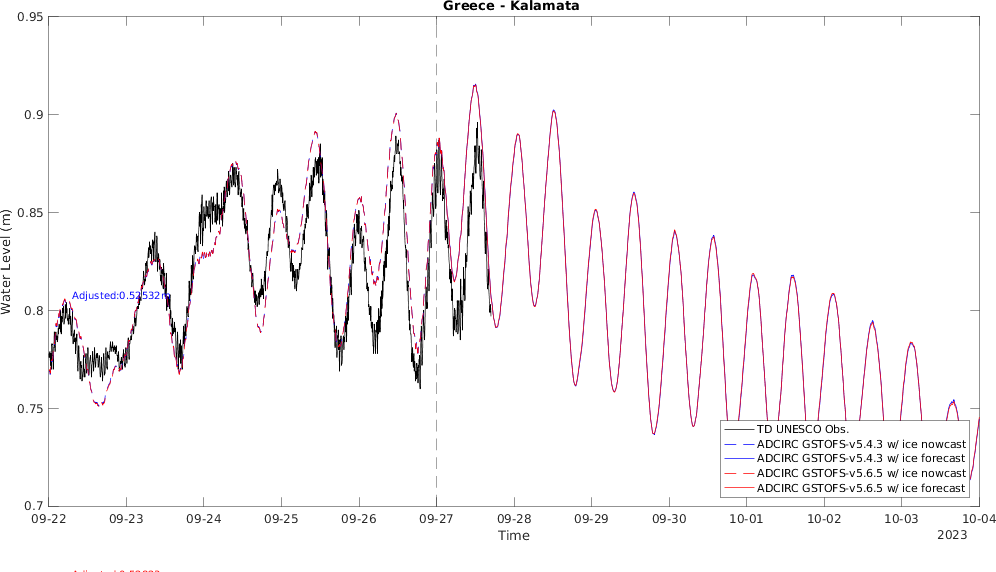 Greece - Kalamata
0.95
0.9
0.85
0.8
0.75
0.7
Water Level (m)
Adjusted:0.52532m
TD UNESCO Obs.
ADCIRC GSTOFS-v5.4.3 w/ ice nowcast
ADCIRC GSTOFS-v5.4.3 w/ ice forecast
ADCIRC GSTOFS-v5.6.5 w/ ice nowcast
ADCIRC GSTOFS-v5.6.5 w/ ice forecast
09-22 09-23 09-24 09-25 09-26 09-27 09-28 09-29 09-30 10-01 10-02 10-03 10-04
Time
2023